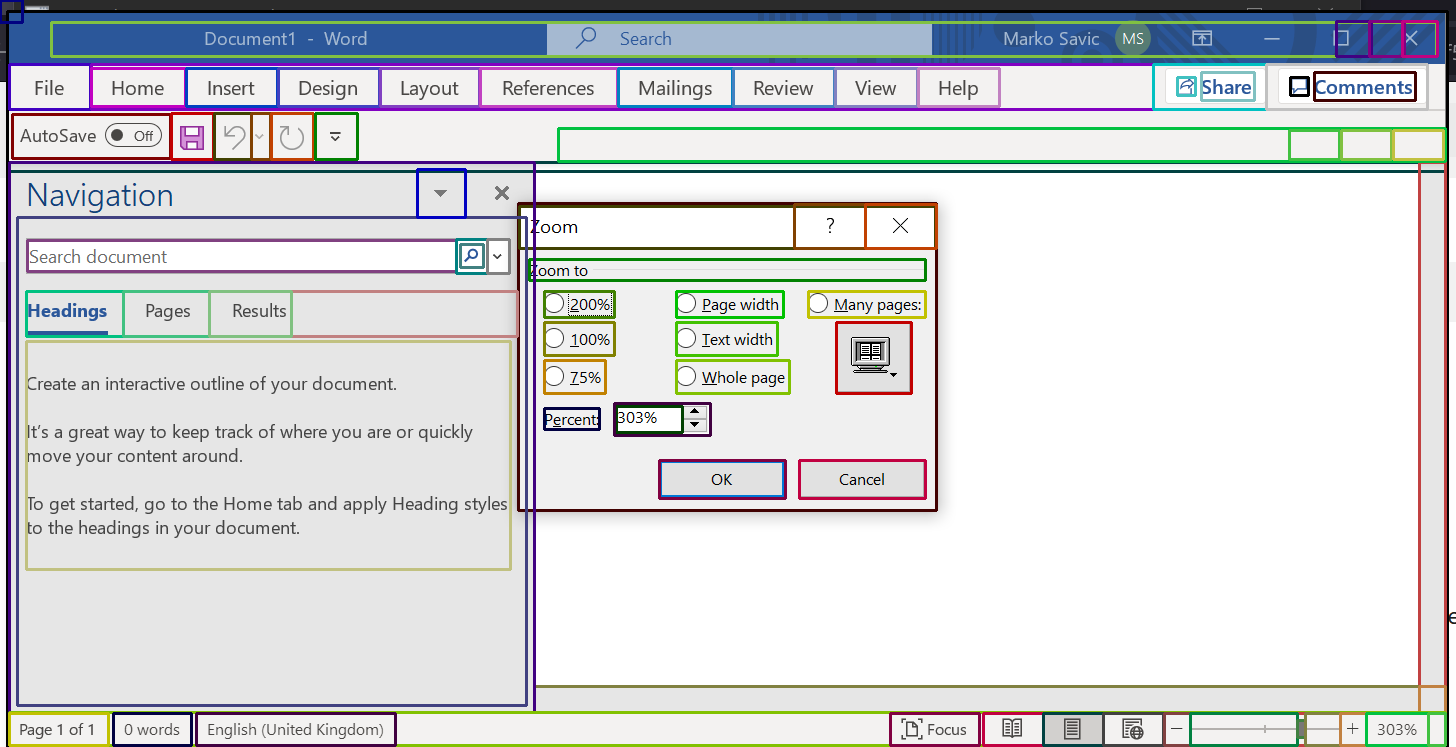 Document1 - Word
Search
Marko Savic
MS
File
Home
Insert
Design
Layout
References
Mailings
Review
View
Help
Share
Comments
AutoSave
Off
Navigation
Search document
Headings
Pages
Results
Create an interactive outline of your document.
It's a great way to keep track of where you are or quickly
move your content around.
To get started, go to the Home tab and apply Heading styles
to the headings in your document.
Zoom
?
Zoom to
200%
Page width
Many pages:
100%
Text width
75%
Whole page
Percent:
303%
OK
Cancel
Page 1 of 1
0 words
English (United Kingdom)
Focus
303%